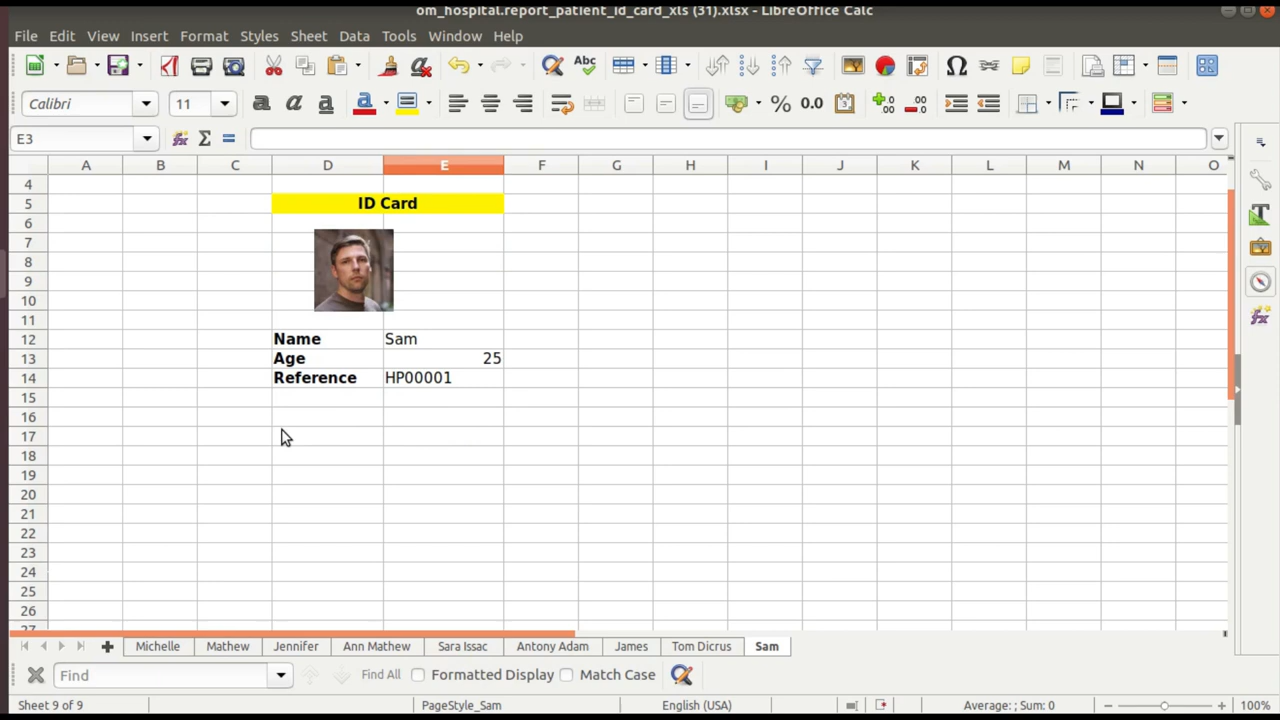 om_hospital.report_patient_id_card_xls (31).xlsx - LibreOffice Calc
File Edit View Insert Format Styles Sheet Data Tools Window Help
Calibri 11
E3
A B C D E F G H I J K L M N O
4
5 ID Card
6
7
8
9
10
11
12 Name Sam
13 Age 25
14 Reference HP00001
15
16
17
18
19
20
21
22
23
24
25
26
27
Michelle Mathew Jennifer Ann Mathew Sara Issac Antony Adam James Tom Dicrus Sam
Find Find All Formatted Display Match Case
Sheet 9 of 9 PageStyle_Sam English (USA) Average: ; Sum: 0 100%